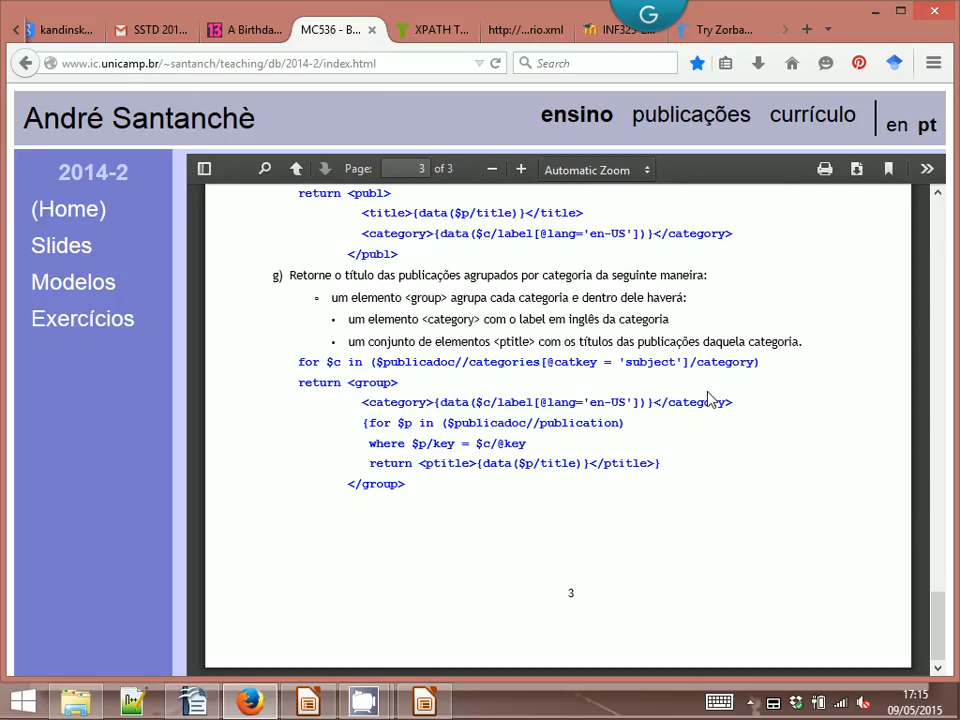 kandinsk...
SSTD 201...
A Birthda...
MC536 - B...
XPATH T...
http://...rio.xml
Try Zorba...
www.ic.unicamp.br/~santanch/teaching/db/2014-2/index.html
Search
André Santanchè
ensino publicações currículo
en pt
2014-2
(Home)
Slides
Modelos
Exercícios
Page: 3 of 3
Automatic Zoom
return <publ>
<title>{data($p/title)}</title>
<category>{data($c/label[@lang='en-US'])}</category>
</publ>
g) Retorne o título das publicações agrupados por categoria da seguinte maneira:
um elemento <group> agrupa cada categoria e dentro dele haverá:
um elemento <category> com o label em inglês da categoria
um conjunto de elementos <ptitle> com os títulos das publicações daquela categoria.
for $c in ($publicadoc//categories[@catkey = 'subject']/category)
return <group>
<category>{data($c/label[@lang='en-US'])}</category>
{for $p in ($publicadoc//publication)
where $p/key = $c/@key
return <ptitle>{data($p/title)}</ptitle>}
</group>
3
17:15
09/05/2015